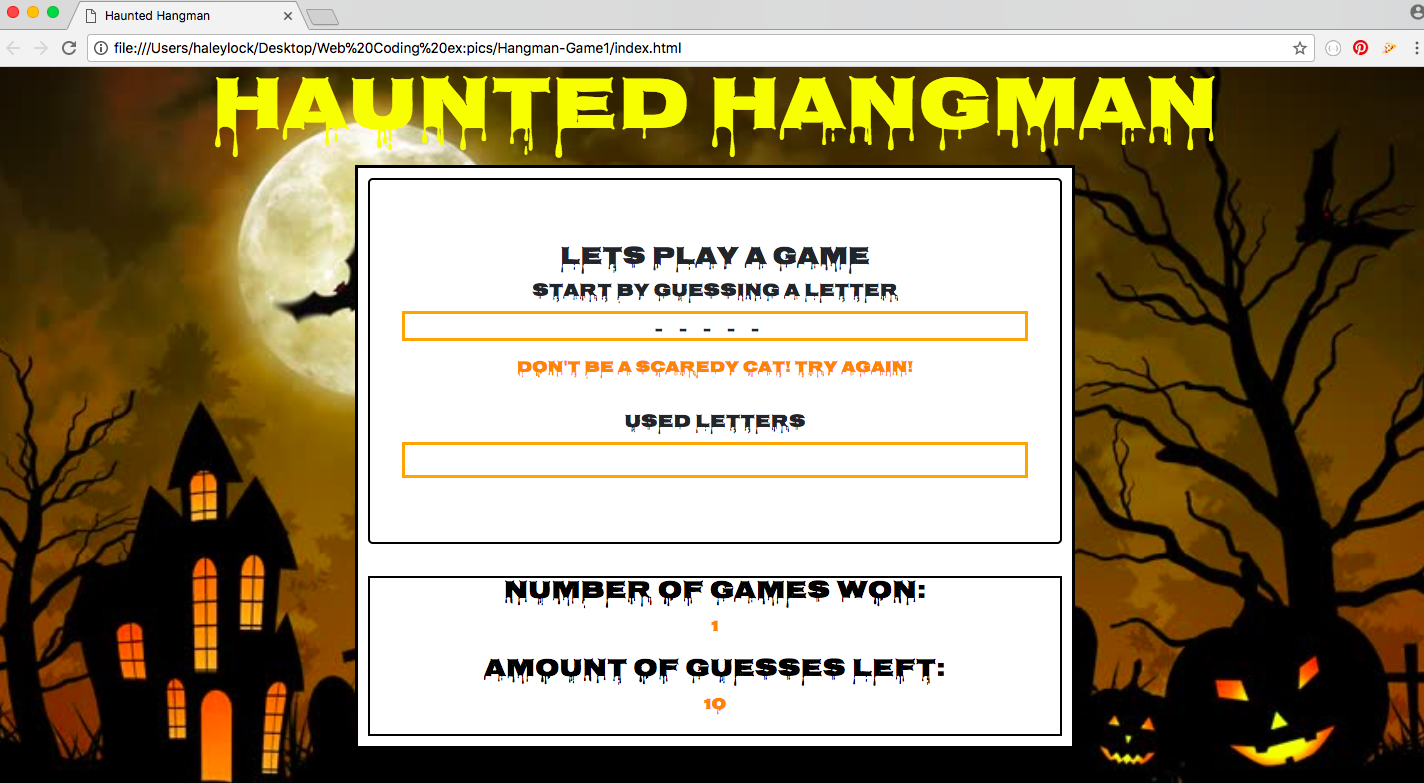 Haunted Hangman
file:///Users/haleylock/Desktop/Web%20Coding%20ex:pics/Hangman-Game1/index.html
HAUNTED HANGMAN
LETS PLAY A GAME
START BY GUESSING A LETTER
- - - - -
DON'T BE A SCAREDY CAT! TRY AGAIN!
USED LETTERS
NUMBER OF GAMES WON:
1
AMOUNT OF GUESSES LEFT:
10